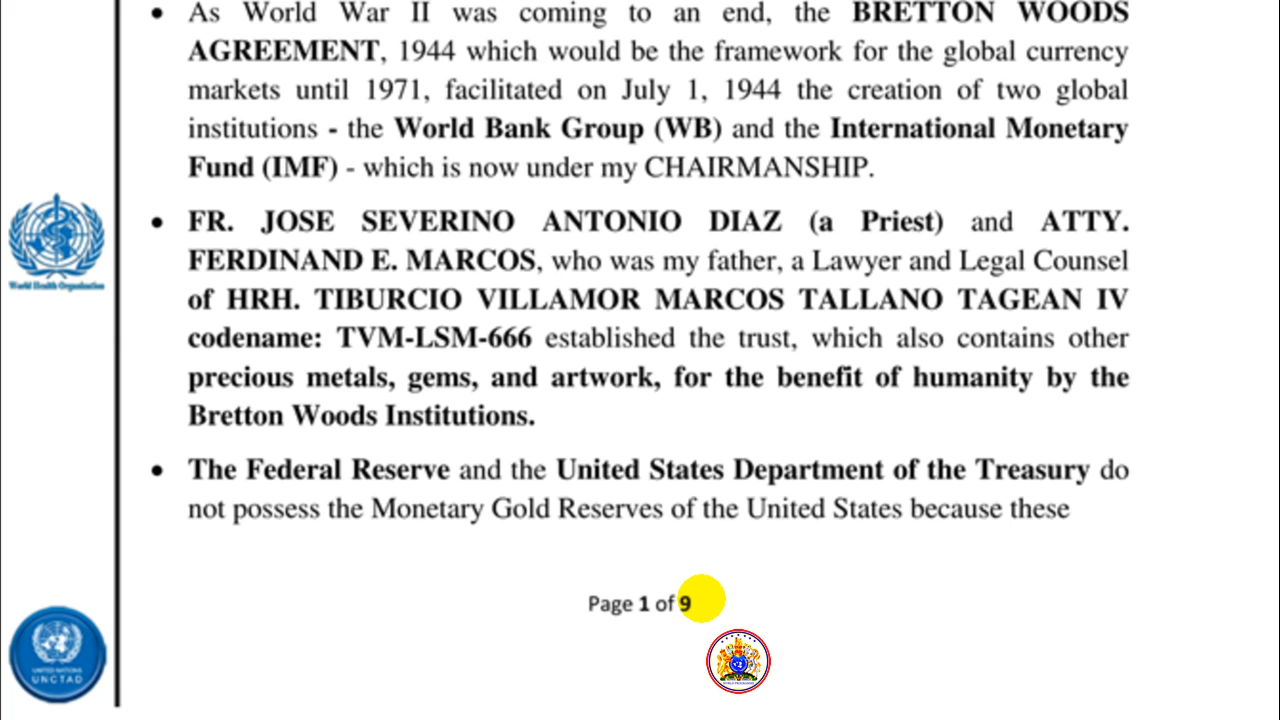 • As World War II was coming to an end, the BRETTON WOODS
AGREEMENT, 1944 which would be the framework for the global currency
markets until 1971, facilitated on July 1, 1944 the creation of two global
institutions - the World Bank Group (WB) and the International Monetary
Fund (IMF) - which is now under my CHAIRMANSHIP.
• FR. JOSE SEVERINO ANTONIO DIAZ (a Priest) and ATTY.
FERDINAND E. MARCOS, who was my father, a Lawyer and Legal Counsel
of HRH. TIBURCIO VILLAMOR MARCOS TALLANO TAGEAN IV
codename: TVM-LSM-666 established the trust, which also contains other
precious metals, gems, and artwork, for the benefit of humanity by the
Bretton Woods Institutions.
• The Federal Reserve and the United States Department of the Treasury do
not possess the Monetary Gold Reserves of the United States because these
World Health Organization
UNITED NATIONS
UNCTAD
Page 1 of 9